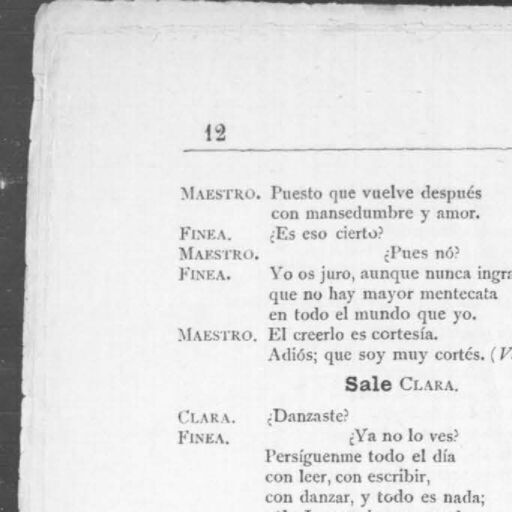 12
MAESTRO. Puesto que vuelve después
con mansedumbre y amor.
FINEA. ¿Es eso cierto?
MAESTRO. ¿Pues nó?
FINEA. Yo os juro, aunque nunca ingra
que no hay mayor mentecata
en todo el mundo que yo.
MAESTRO. El creerlo es cortesía.
Adiós; que soy muy cortés. (V
Sale CLARA.
CLARA. ¿Danzaste?
FINEA. ¿Ya no lo ves?
Persíguenme todo el día
con leer, con escribir,
con danzar, y todo es nada;